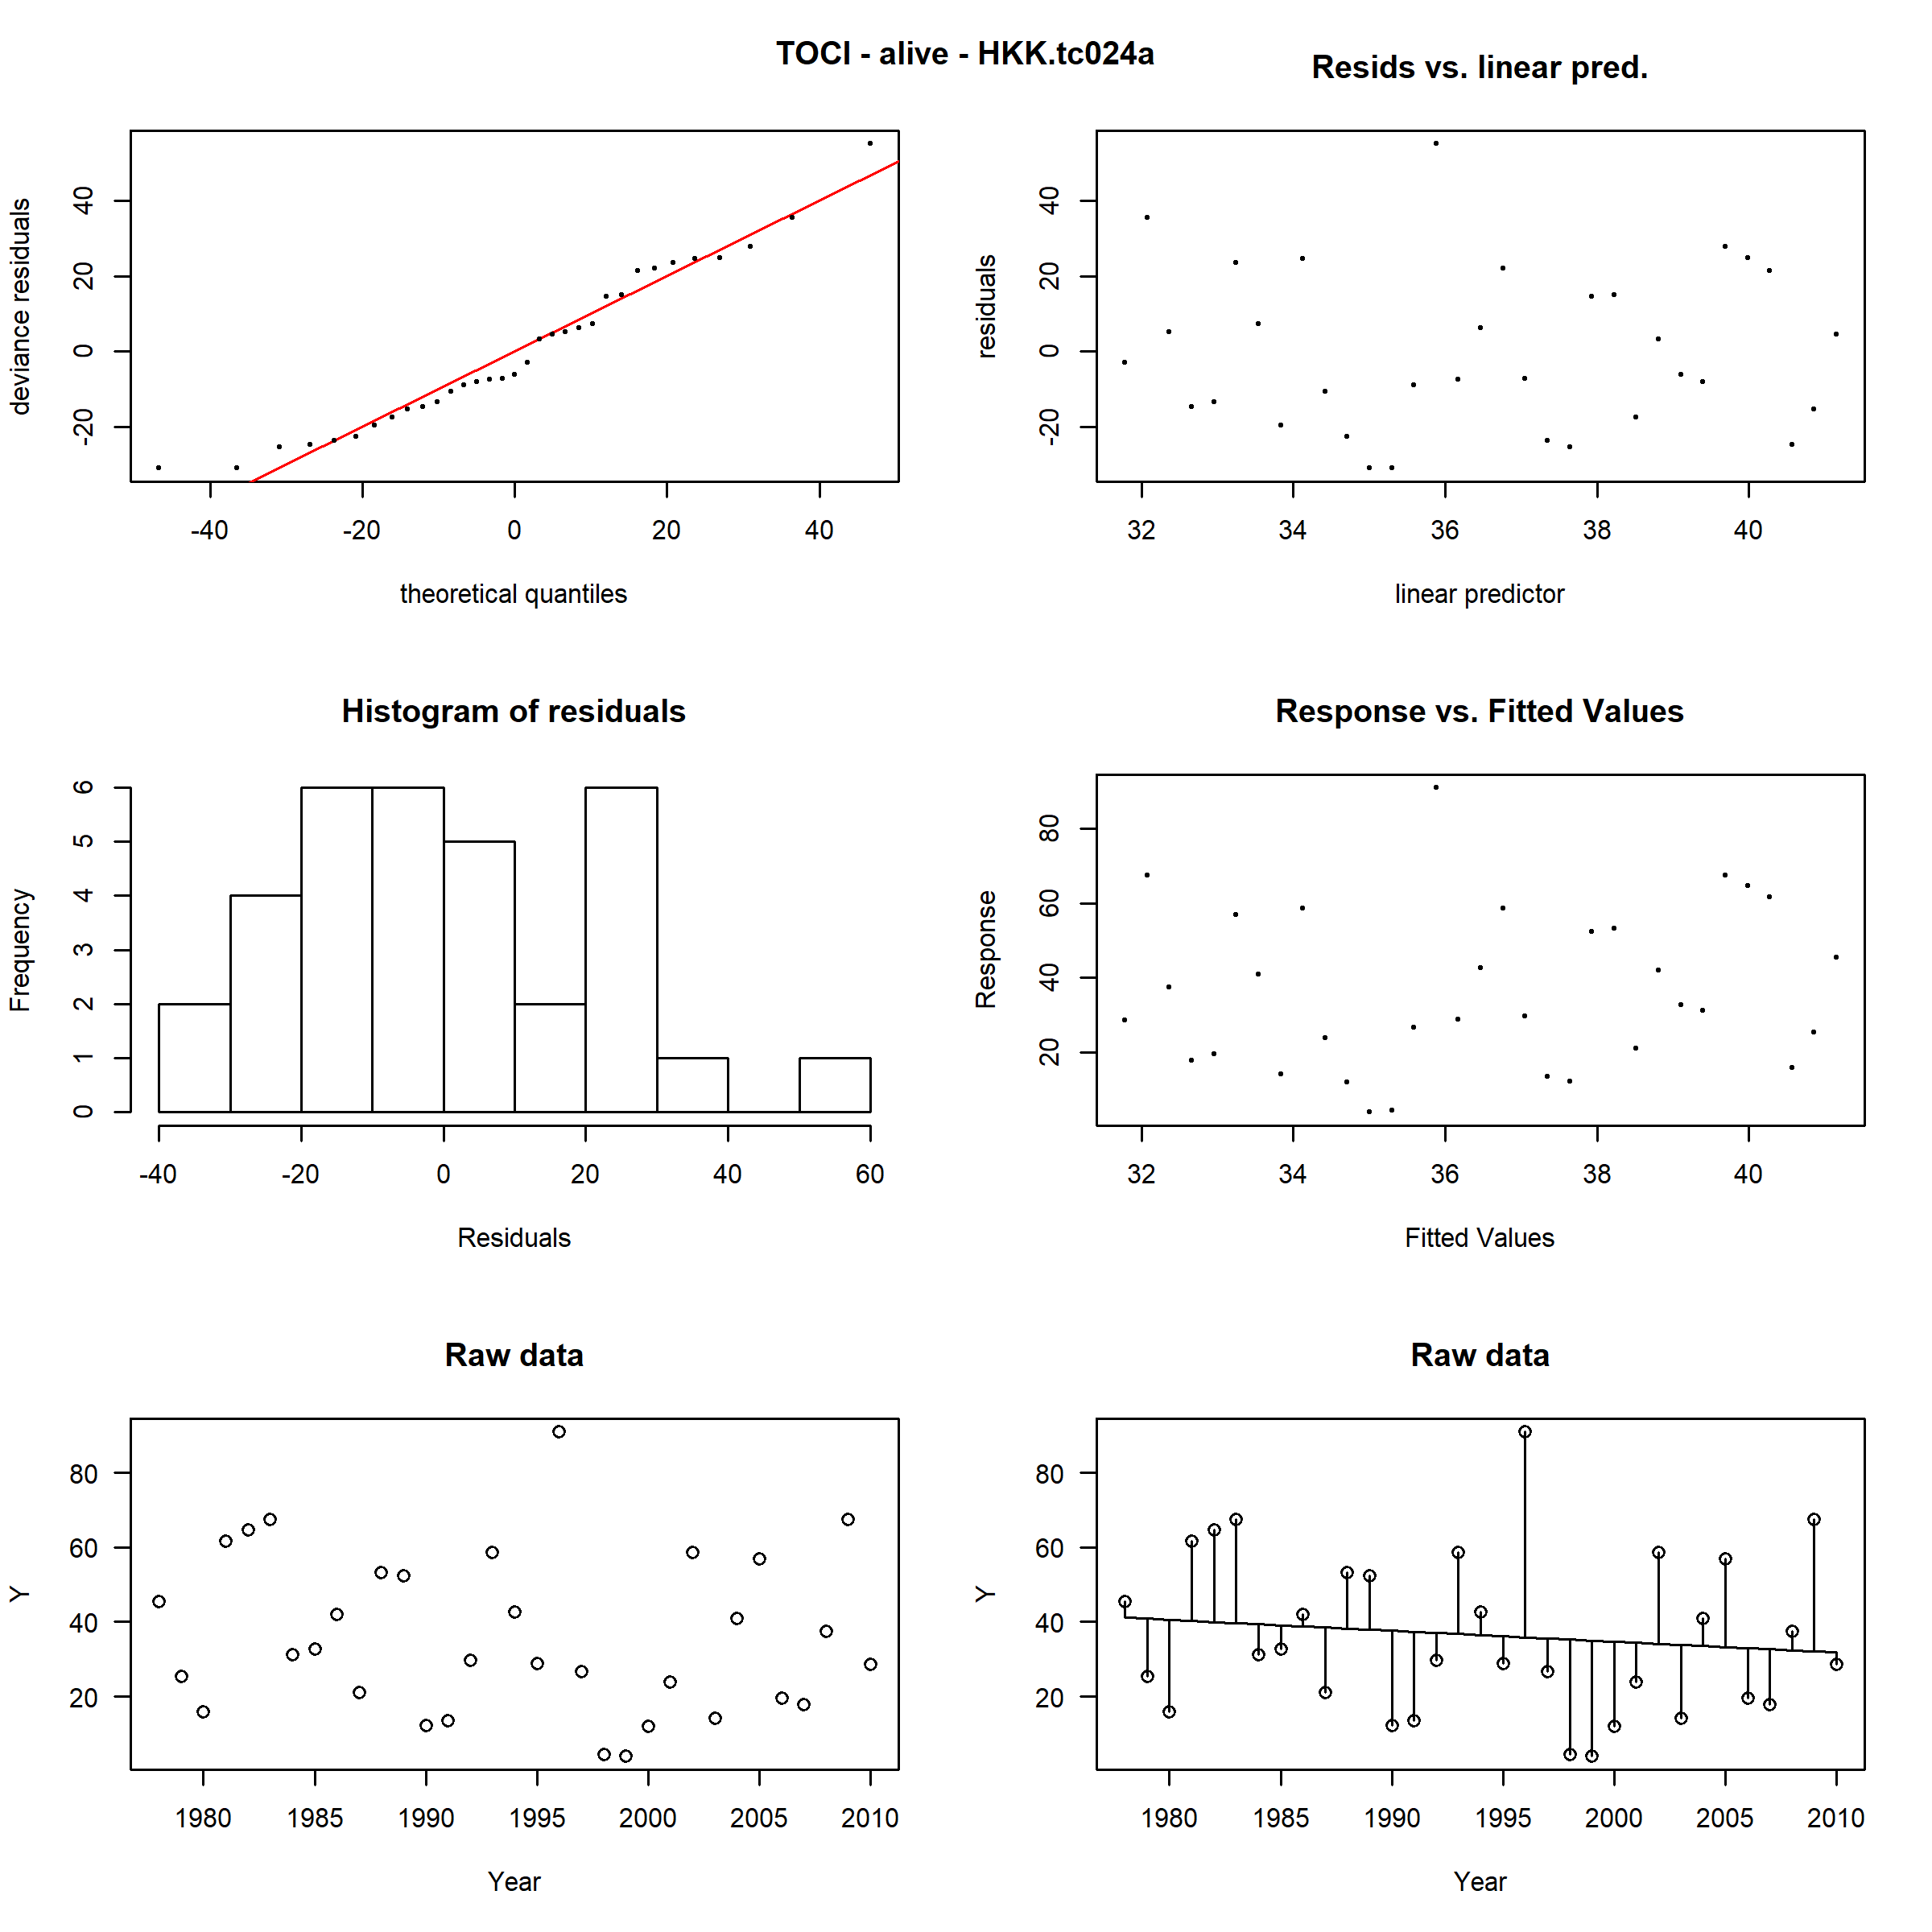 TOCI - alive - HKK.tc024a
Resids vs. linear pred.
deviance residuals
-20 0 20 40
-40 -20 0 20 40
theoretical quantiles
residuals
-20 0 20 40
32 34 36 38 40
linear predictor
Histogram of residuals
Frequency
0 1 2 3 4 5 6
-40 -20 0 20 40 60
Residuals
Response vs. Fitted Values
Response
20 40 60 80
32 34 36 38 40
Fitted Values
Raw data
Y
80
60
40
20
1980 1985 1990 1995 2000 2005 2010
Year
Raw data
Y
80
60
40
20
1980 1985 1990 1995 2000 2005 2010
Year